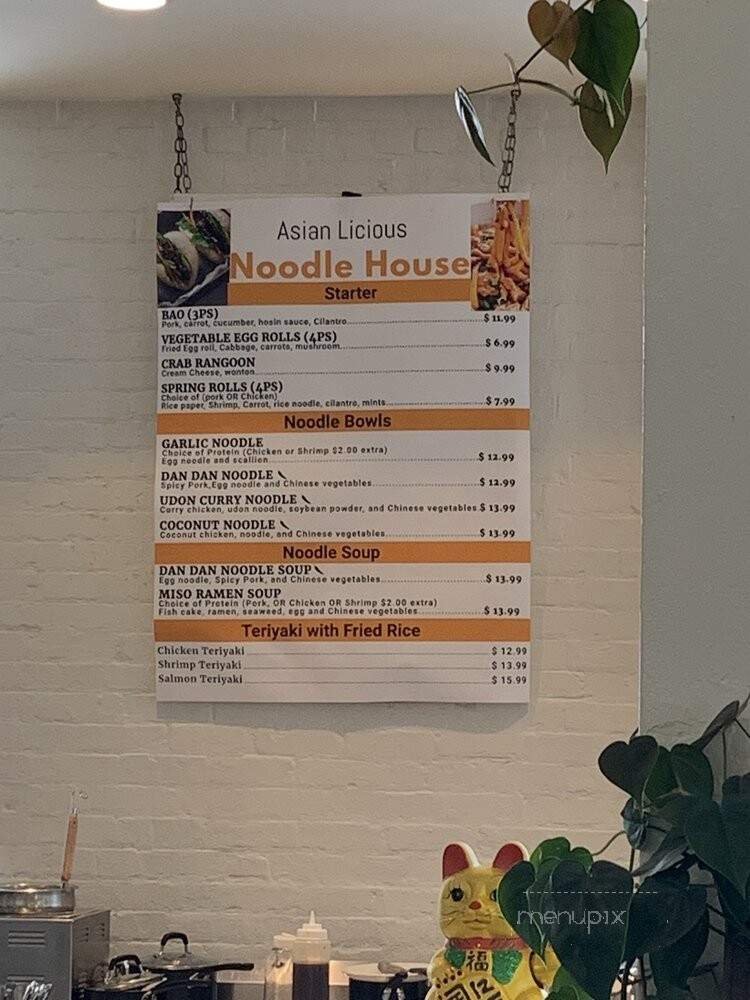 Asian Licious
Noodle House
Starter
BAO (3PS)
Pork, carrot, cucumber, hosin sauce, Cilantro $ 11.99
VEGETABLE EGG ROLLS (4PS)
Fried Egg roll, Cabbage, carrots, mushroom $ 6.99
CRAB RANGOON
Cream Cheese, wonton $ 9.99
SPRING ROLLS (4PS)
Choice of (pork OR Chicken)
Rice paper, Shrimp, Carrot, rice noodle, cilantro, mints $ 7.99
Noodle Bowls
GARLIC NOODLE
Choice of Protein (Chicken or Shrimp $2.00 extra)
Egg noodle and scallion $ 12.99
DAN DAN NOODLE
Spicy Pork,Egg noodle and Chinese vegetables $ 12.99
UDON CURRY NOODLE
Curry chicken, udon noodle, soybean powder, and Chinese vegetables $ 13.99
COCONUT NOODLE
Coconut chicken, noodle, and Chinese vegetables $ 13.99
Noodle Soup
DAN DAN NOODLE SOUP
Egg noodle, Spicy Pork, and Chinese vegetables $ 13.99
MISO RAMEN SOUP
Choice of Protein (Pork, OR Chicken OR Shrimp $2.00 extra)
Fish cake, ramen, seaweed, egg and Chinese vegetables $ 13.99
Teriyaki with Fried Rice
Chicken Teriyaki $ 12.99
Shrimp Teriyaki $ 13.99
Salmon Teriyaki $ 15.99
menupix
福